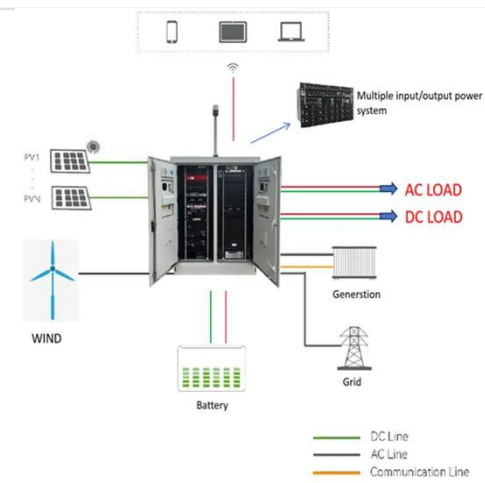 Multiple input/output power
system
PV1
PVN
AC LOAD
DC LOAD
WIND
Generstion
Grid
Battery
DC Line
AC Line
Communication Line